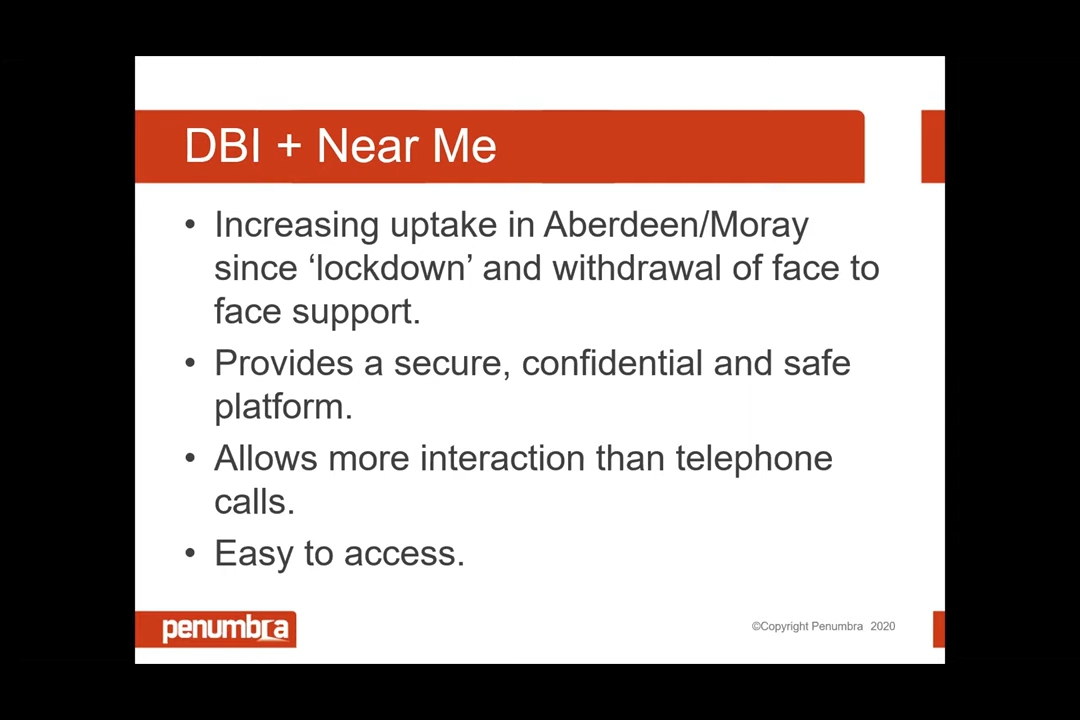 DBI + Near Me
• Increasing uptake in Aberdeen/Moray
since ‘lockdown’ and withdrawal of face to
face support.
• Provides a secure, confidential and safe
platform.
• Allows more interaction than telephone
calls.
• Easy to access.
penumbra
©Copyright Penumbra 2020